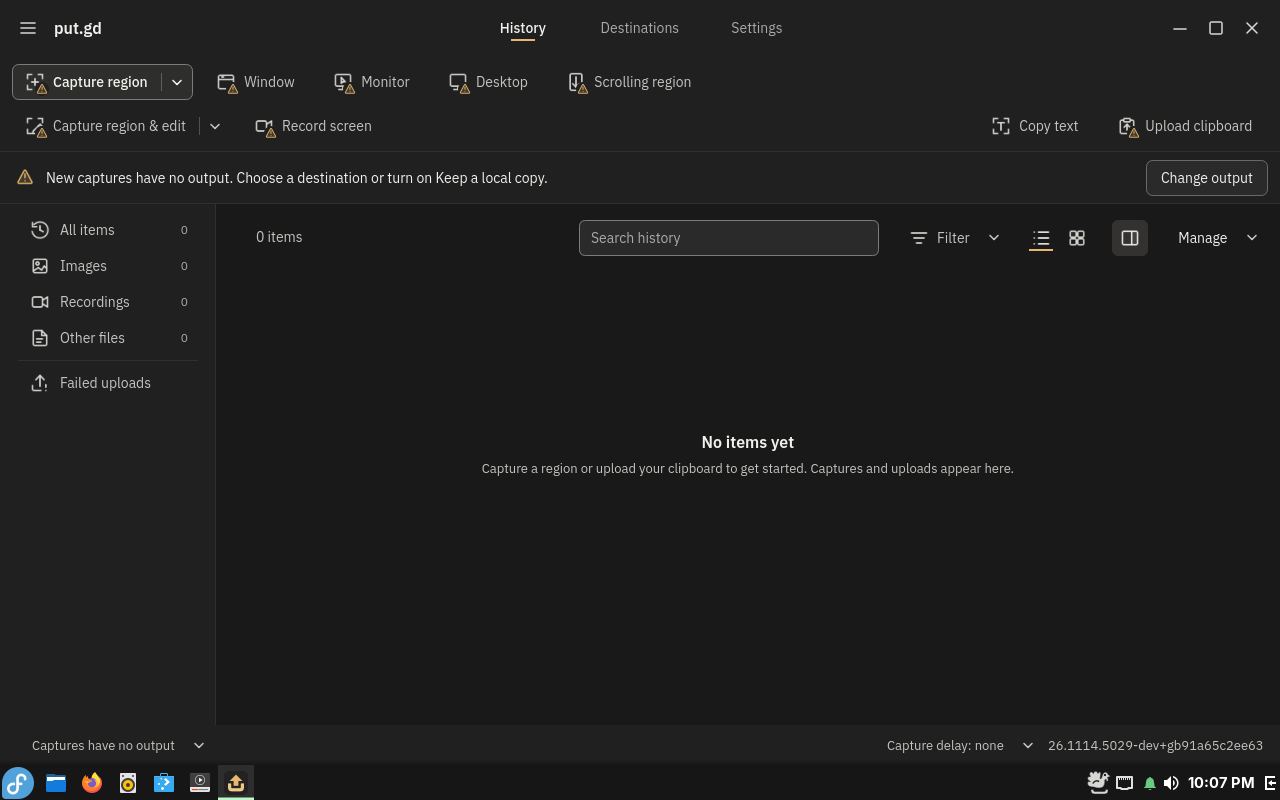 put.gd
History
Destinations
Settings
Capture region
Window
Monitor
Desktop
Scrolling region
Capture region & edit
Record screen
Copy text
Upload clipboard
New captures have no output. Choose a destination or turn on Keep a local copy.
Change output
All items 0
Images 0
Recordings 0
Other files 0
Failed uploads
0 items
Search history
Filter
Manage
No items yet
Capture a region or upload your clipboard to get started. Captures and uploads appear here.
Captures have no output
Capture delay: none
26.1114.5029-dev+gb91a65c2ee63
10:07 PM